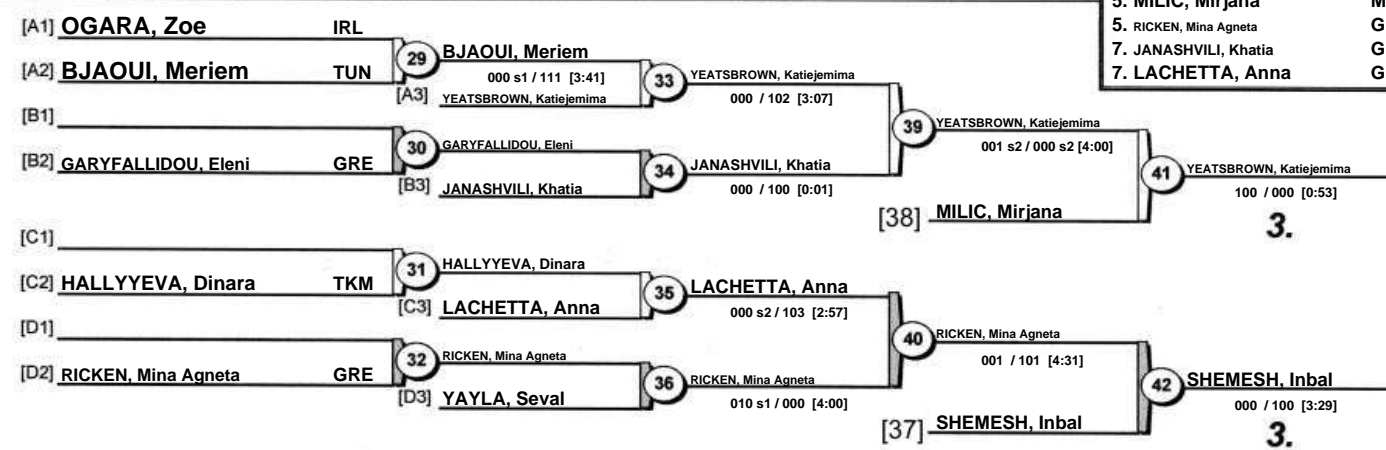 5. MILIC, Mirjana M
5. RICKEN, Mina Agneta G
7. JANASHVILI, Khatia G
7. LACHETTA, Anna G
[A1] OGARA, Zoe IRL
29 BJAOUI, Meriem
[A2] BJAOUI, Meriem TUN
000 s1 / 111 [3:41]
[A3] YEATSBROWN, Katiejemima
33 YEATSBROWN, Katiejemima
000 / 102 [3:07]
[B1]
39 YEATSBROWN, Katiejemima
001 s2 / 000 s2 [4:00]
30 GARYFALLIDOU, Eleni
[B2] GARYFALLIDOU, Eleni GRE
34 JANASHVILI, Khatia
000 / 100 [0:01]
[B3] JANASHVILI, Khatia
41 YEATSBROWN, Katiejemima
100 / 000 [0:53]
[38] MILIC, Mirjana
3.
[C1]
31 HALLYYEVA, Dinara
[C2] HALLYYEVA, Dinara TKM
35 LACHETTA, Anna
[C3] LACHETTA, Anna
000 s2 / 103 [2:57]
[D1]
40 RICKEN, Mina Agneta
32 RICKEN, Mina Agneta
001 / 101 [4:31]
[D2] RICKEN, Mina Agneta GRE
36 RICKEN, Mina Agneta
42 SHEMESH, Inbal
[D3] YAYLA, Seval
010 s1 / 000 [4:00]
000 / 100 [3:29]
[37] SHEMESH, Inbal
3.